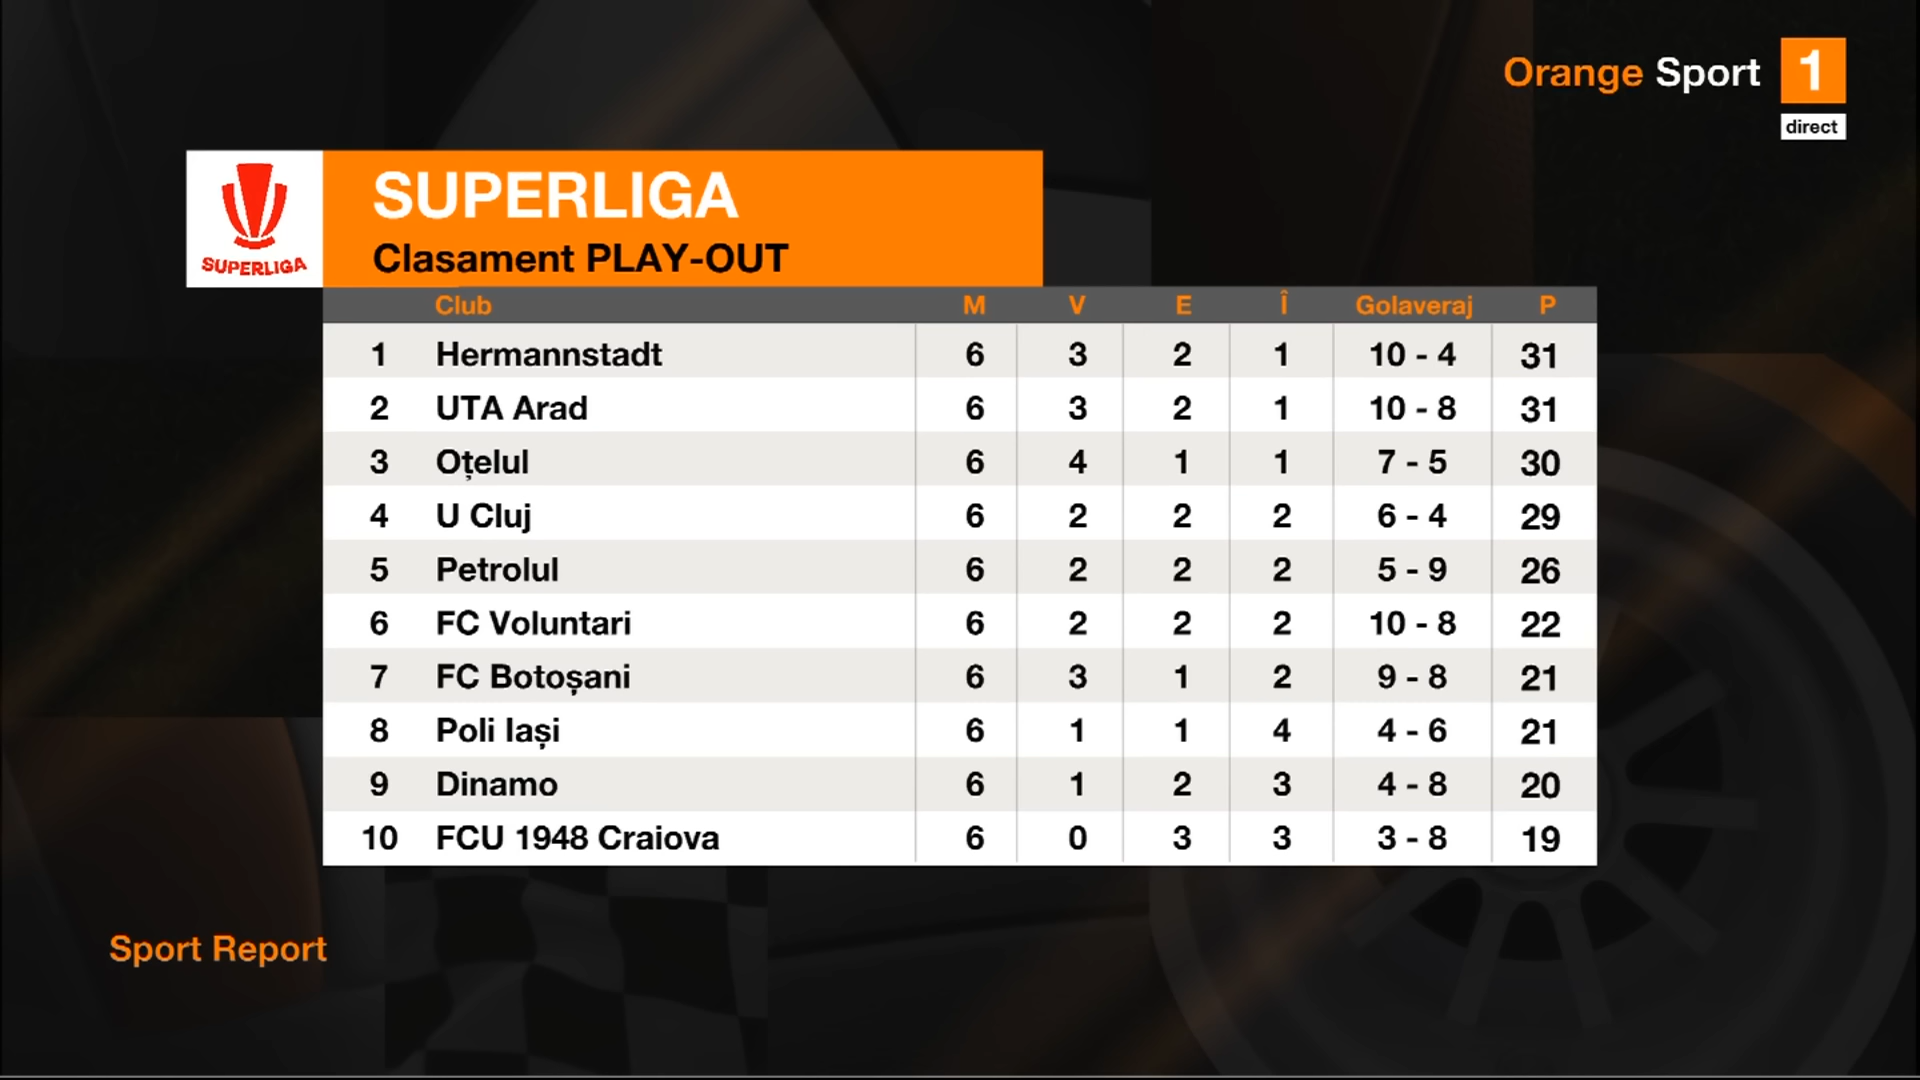 Orange Sport 1
direct
SUPERLIGA
SUPERLIGA
Clasament PLAY-OUT
Club M V E Î Golaveraj P
1 Hermannstadt 6 3 2 1 10 - 4 31
2 UTA Arad 6 3 2 1 10 - 8 31
3 Oțelul 6 4 1 1 7 - 5 30
4 U Cluj 6 2 2 2 6 - 4 29
5 Petrolul 6 2 2 2 5 - 9 26
6 FC Voluntari 6 2 2 2 10 - 8 22
7 FC Botoșani 6 3 1 2 9 - 8 21
8 Poli Iași 6 1 1 4 4 - 6 21
9 Dinamo 6 1 2 3 4 - 8 20
10 FCU 1948 Craiova 6 0 3 3 3 - 8 19
Sport Report